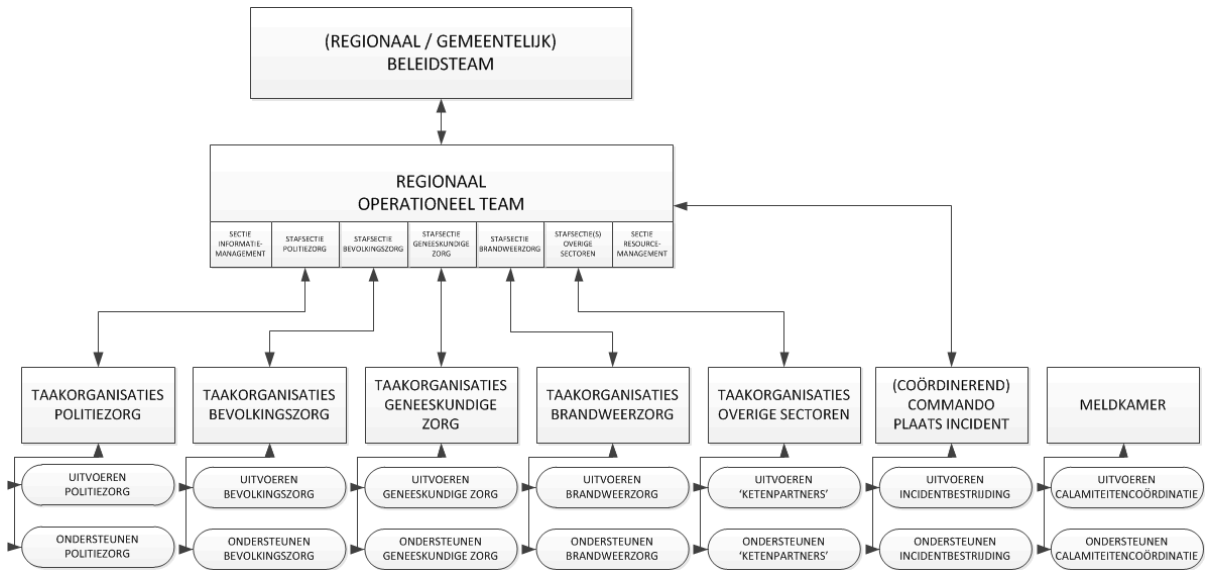 (REGIONAAL / GEMEENTELIJK)
BELEIDSTEAM
REGIONAAL
OPERATIONEEL TEAM
SECTIE
INFORMATIE-
MANAGEMENT
STAFSECTIE
POLITIEZORG
STAFSECTIE
BEVOLKINGSZORG
STAFSECTIE
GENEESKUNDIGE
ZORG
STAFSECTIE
BRANDWEERZORG
STAFSECTIE(S)
OVERIGE
SECTOREN
SECTIE
RESOURCE-
MANAGEMENT
TAAKORGANISATIES
POLITIEZORG
TAAKORGANISATIES
BEVOLKINGSZORG
TAAKORGANISATIES
GENEESKUNDIGE
ZORG
TAAKORGANISATIES
BRANDWEERZORG
TAAKORGANISATIES
OVERIGE SECTOREN
(COÖRDINEREND)
COMMANDO
PLAATS INCIDENT
MELDKAMER
UITVOEREN
POLITIEZORG
UITVOEREN
BEVOLKINGSZORG
UITVOEREN
GENEESKUNDIGE ZORG
UITVOEREN
BRANDWEERZORG
UITVOEREN
'KETENPARTNERS'
UITVOEREN
INCIDENTBESTRIJDING
UITVOEREN
CALAMITEITENCOÖRDINATIE
ONDERSTEUNEN
POLITIEZORG
ONDERSTEUNEN
BEVOLKINGSZORG
ONDERSTEUNEN
GENEESKUNDIGE ZORG
ONDERSTEUNEN
BRANDWEERZORG
ONDERSTEUNEN
'KETENPARTNERS'
ONDERSTEUNEN
INCIDENTBESTRIJDING
ONDERSTEUNEN
CALAMITEITENCOÖRDINATIE